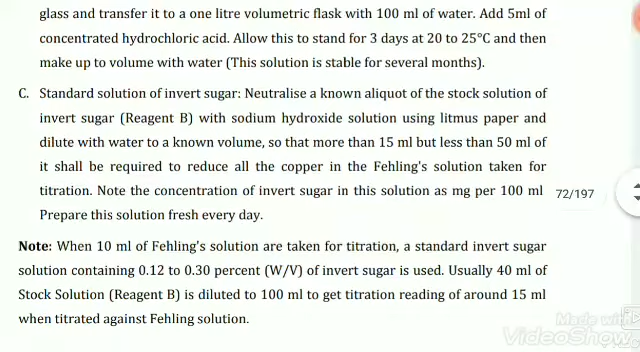 glass and transfer it to a one litre volumetric flask with 100 ml of water. Add 5ml of
concentrated hydrochloric acid. Allow this to stand for 3 days at 20 to 25°C and then
make up to volume with water (This solution is stable for several months).
C. Standard solution of invert sugar: Neutralise a known aliquot of the stock solution of
invert sugar (Reagent B) with sodium hydroxide solution using litmus paper and
dilute with water to a known volume, so that more than 15 ml but less than 50 ml of
it shall be required to reduce all the copper in the Fehling's solution taken for
titration. Note the concentration of invert sugar in this solution as mg per 100 ml
72/197
Prepare this solution fresh every day.
Note: When 10 ml of Fehling's solution are taken for titration, a standard invert sugar
solution containing 0.12 to 0.30 percent (W/V) of invert sugar is used. Usually 40 ml of
Stock Solution (Reagent B) is diluted to 100 ml to get titration reading of around 15 ml
when titrated against Fehling solution.
Made with
VideoShow